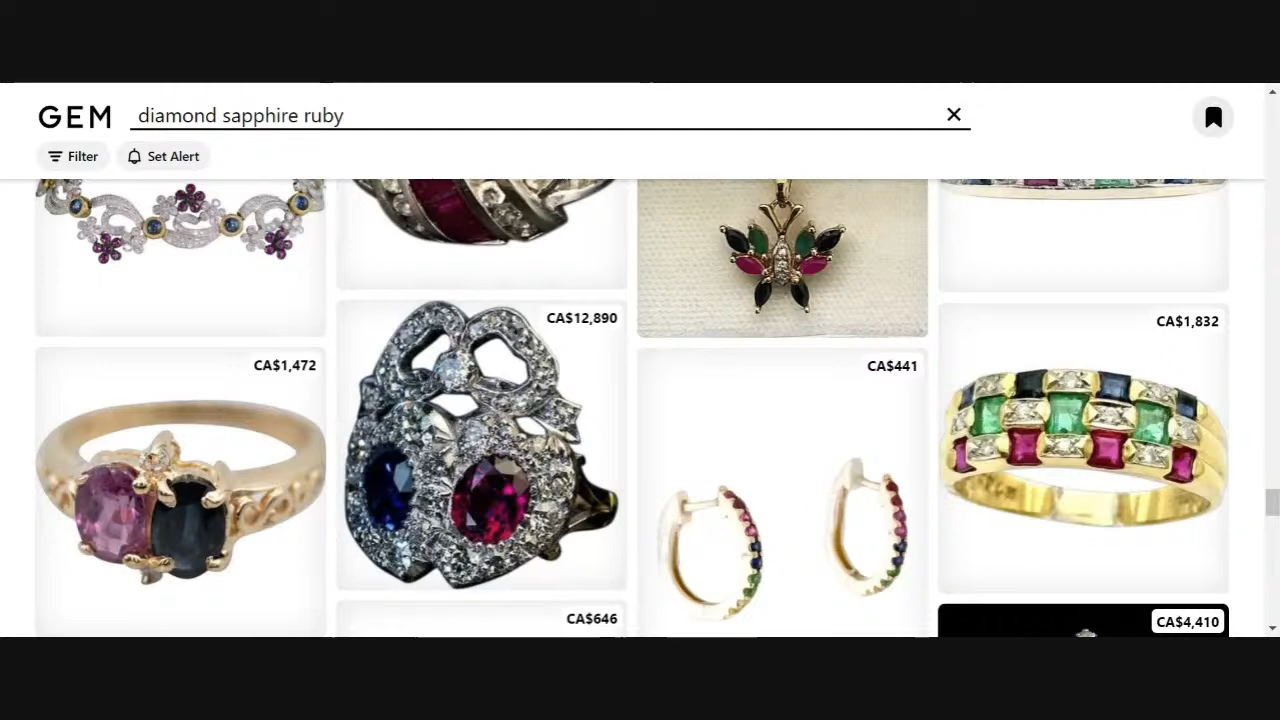 GEM diamond sapphire ruby
Filter Set Alert
CA$12,890
CA$1,832
CA$1,472
CA$441
CA$646
CA$4,410